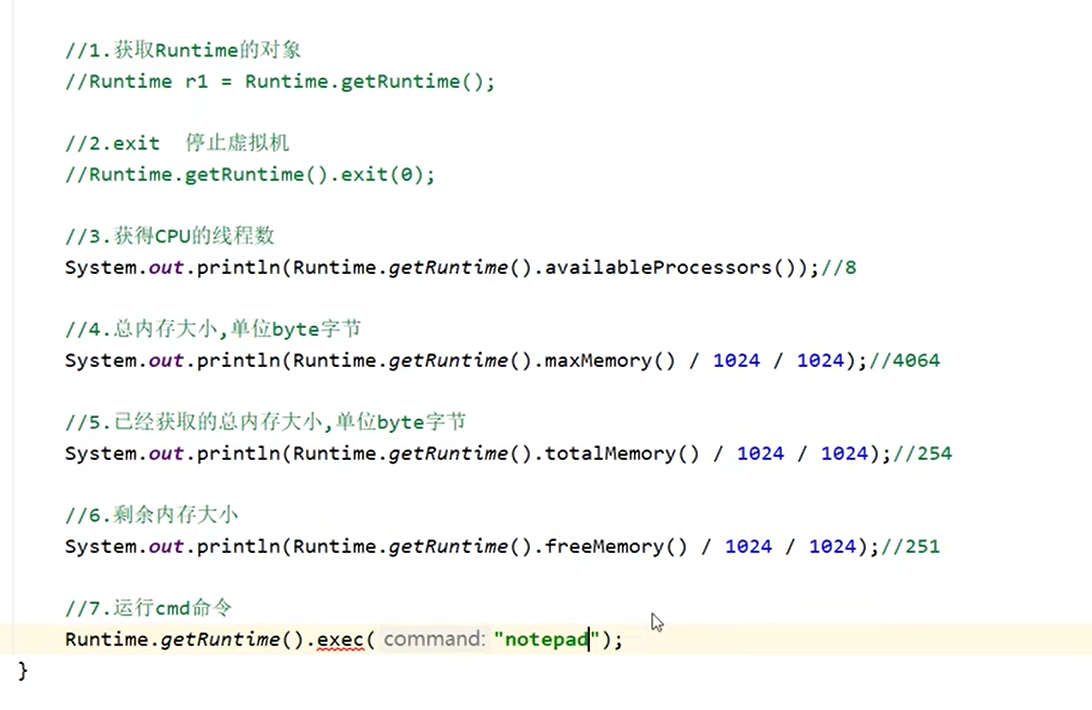 //1.获取Runtime的对象
//Runtime r1 = Runtime.getRuntime();
//2.exit  停止虚拟机
//Runtime.getRuntime().exit(0);
//3.获得CPU的线程数
System.out.println(Runtime.getRuntime().availableProcessors());//8
//4.总内存大小,单位byte字节
System.out.println(Runtime.getRuntime().maxMemory() / 1024 / 1024);//4064
//5.已经获取的总内存大小,单位byte字节
System.out.println(Runtime.getRuntime().totalMemory() / 1024 / 1024);//254
//6.剩余内存大小
System.out.println(Runtime.getRuntime().freeMemory() / 1024 / 1024);//251
//7.运行cmd命令
Runtime.getRuntime().exec( command: "notepad");
}